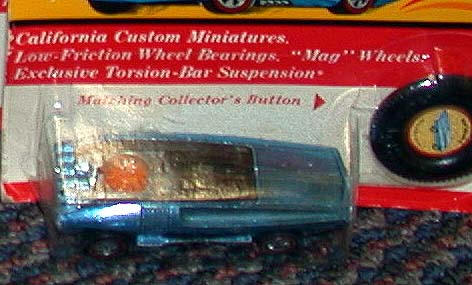 California Custom Miniatures.
Low-Friction Wheel Bearings. "Mag" Wheels•
Exclusive Torsion-Bar Suspension•
Matching Collector's Button